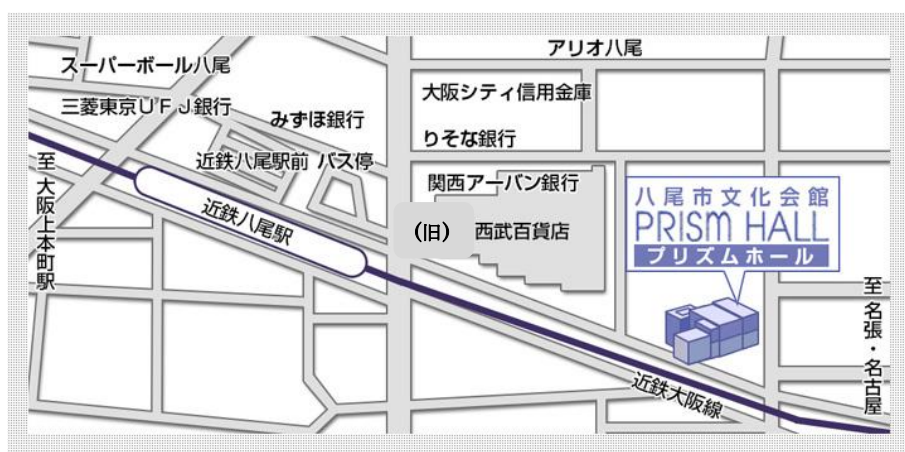 アリオ八尾
スーパーボール八尾
大阪シティ信用金庫
三菱東京UFJ銀行
みずほ銀行
りそな銀行
近鉄八尾駅前 バス停
至 大阪上本町駅
関西アーバン銀行
八尾市文化会館
PRISM HALL
プリズムホール
近鉄八尾駅
(旧) 西武百貨店
至 名張・名古屋
近鉄大阪線